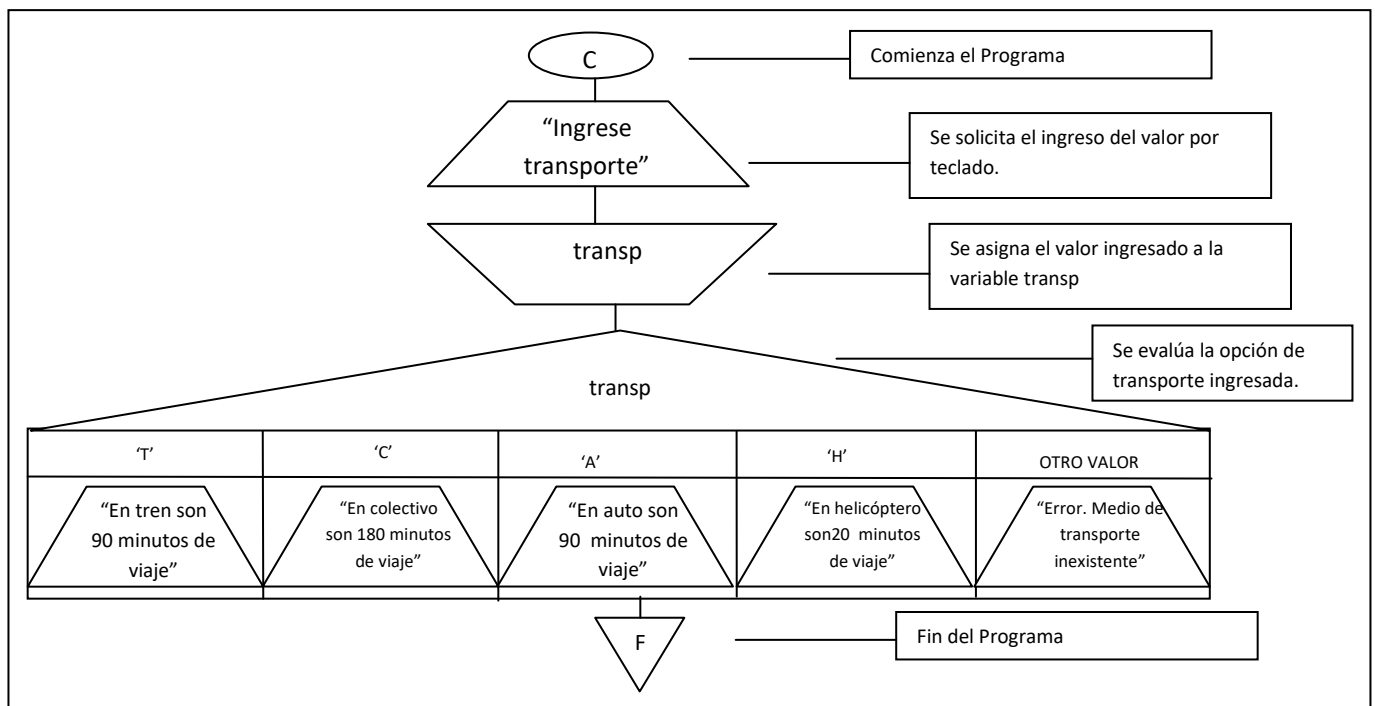 C
Comienza el Programa
“Ingrese
transporte”
Se solicita el ingreso del valor por
teclado.
transp
Se asigna el valor ingresado a la
variable transp
Se evalúa la opción de
transporte ingresada.
transp
‘T’
‘C’
‘A’
‘H’
OTRO VALOR
“En tren son
90 minutos de
viaje”
“En colectivo
son 180 minutos
de viaje”
“En auto son
90 minutos de
viaje”
“En helicóptero
son20 minutos
de viaje”
“Error. Medio de
transporte
inexistente”
F
Fin del Programa